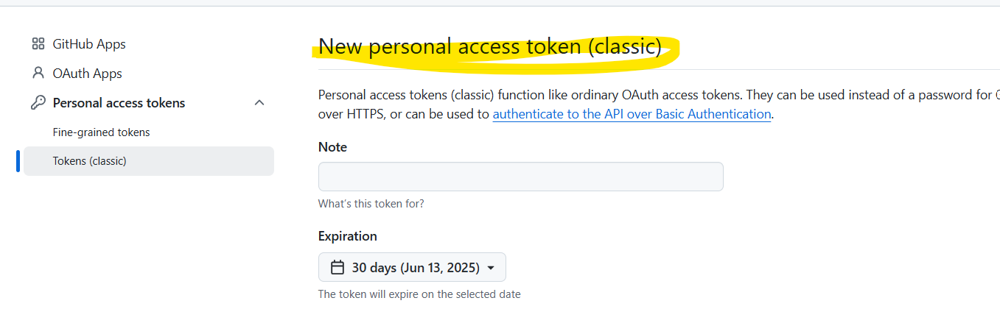 GitHub Apps
OAuth Apps
Personal access tokens
Fine-grained tokens
Tokens (classic)
New personal access token (classic)
Personal access tokens (classic) function like ordinary OAuth access tokens. They can be used instead of a password for
over HTTPS, or can be used to authenticate to the API over Basic Authentication.
Note
What's this token for?
Expiration
30 days (Jun 13, 2025)
The token will expire on the selected date